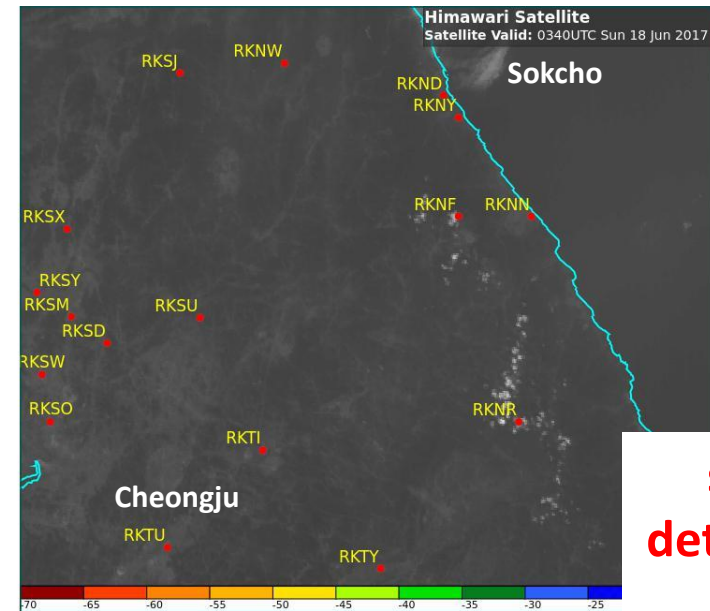 Himawari Satellite
Satellite Valid: 0340UTC Sun 18 Jun 2017
RKSJ
RKNW
Sokcho
RKND
RKNY
RKNF
RKNN
RKSX
RKSY
RKSM
RKSU
RKSD
RKSW
RKSO
RKNR
RKTI
Cheongju
RKTU
RKTY
-70 -65 -60 -55 -50 -45 -40 -35 -30 -25